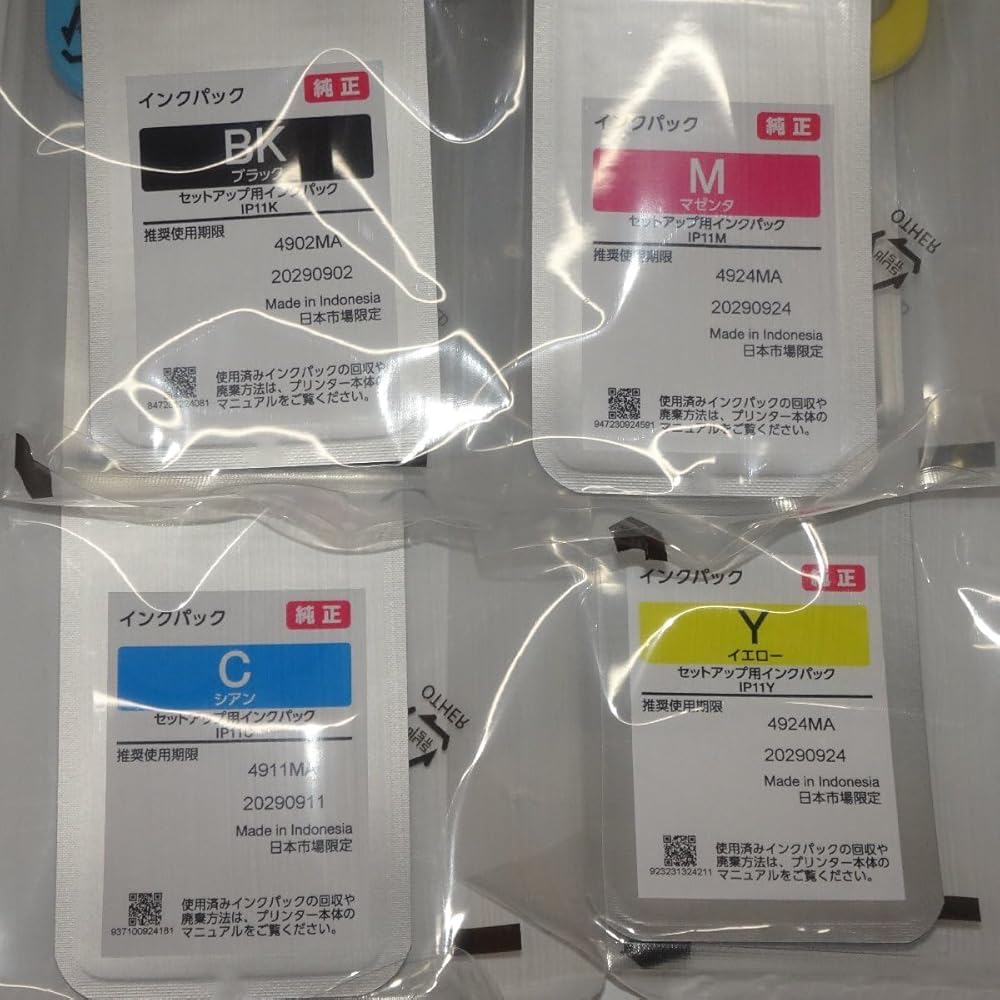 インクパック 純正
BK
ブラック
セットアップ用インクパック
IP11K
推奨使用期限
4902MA
20290902
Made in Indonesia
日本市場限定
使用済みインクパックの回収や
廃棄方法は、プリンター本体の
マニュアルをご覧ください。
インクパック 純正
M
マゼンタ
セットアップ用インクパック
IP11M
推奨使用期限
4924MA
20290924
Made in Indonesia
日本市場限定
使用済みインクパックの回収や
廃棄方法は、プリンター本体の
マニュアルをご覧ください。
947230924591
OTHER
インクパック 純正
C
シアン
セットアップ用インクパック
IP11C
推奨使用期限
4911MA
20290911
Made in Indonesia
日本市場限定
使用済みインクパックの回収や
廃棄方法は、プリンター本体の
マニュアルをご覧ください。
937100924181
OTHER
インクパック 純正
Y
イエロー
セットアップ用インクパック
IP11Y
推奨使用期限
4924MA
20290924
Made in Indonesia
日本市場限定
使用済みインクパックの回収や
廃棄方法は、プリンター本体の
マニュアルをご覧ください。
923231324211